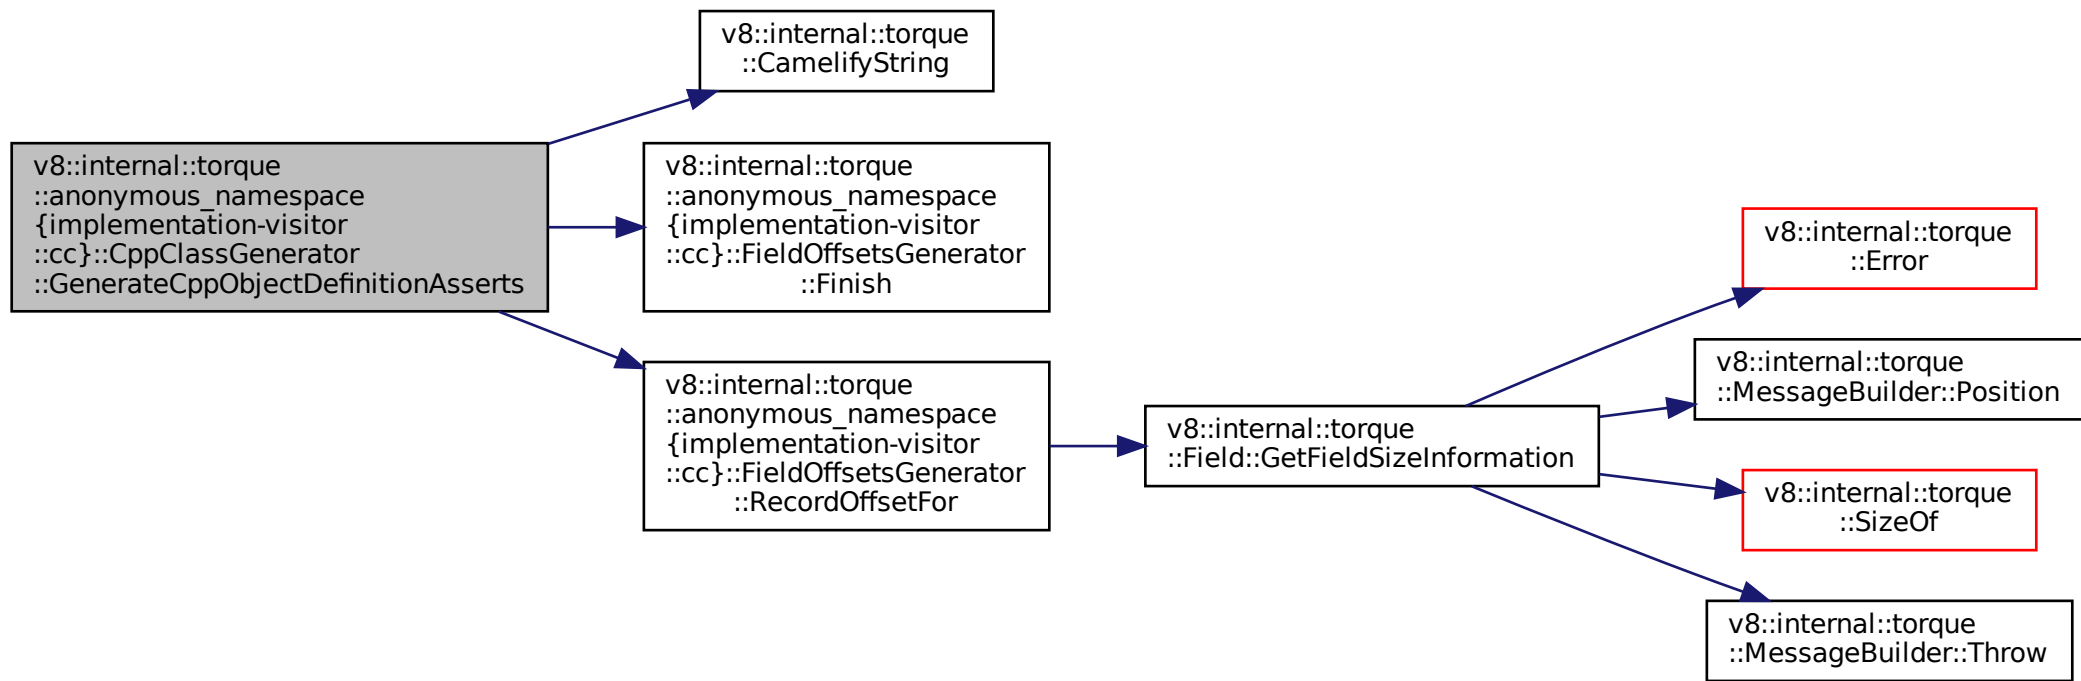 v8::internal::torque
::CamelifyString
v8::internal::torque
::anonymous_namespace
{implementation-visitor
::cc}::CppClassGenerator
::GenerateCppObjectDefinitionAsserts
v8::internal::torque
::anonymous_namespace
{implementation-visitor
::cc}::FieldOffsetsGenerator
::Finish
v8::internal::torque
::anonymous_namespace
{implementation-visitor
::cc}::FieldOffsetsGenerator
::RecordOffsetFor
v8::internal::torque
::Field::GetFieldSizeInformation
v8::internal::torque
::Error
v8::internal::torque
::MessageBuilder::Position
v8::internal::torque
::SizeOf
v8::internal::torque
::MessageBuilder::Throw